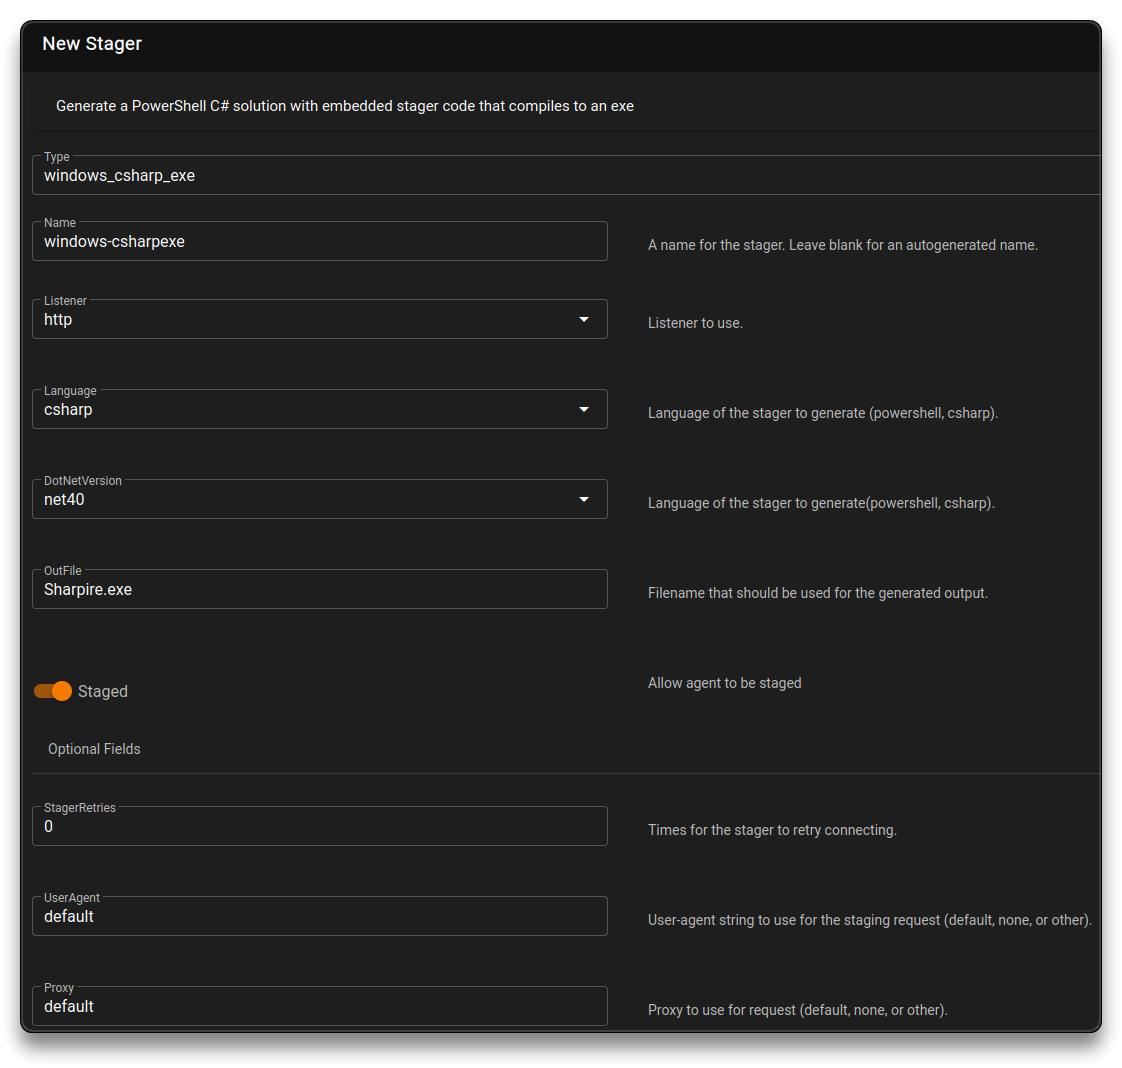 New Stager
Generate a PowerShell C# solution with embedded stager code that compiles to an exe
Type
windows_csharp_exe
Name
windows-csharpexe
A name for the stager. Leave blank for an autogenerated name.
Listener
http
Listener to use.
Language
csharp
Language of the stager to generate (powershell, csharp).
DotNetVersion
net40
Language of the stager to generate(powershell, csharp).
OutFile
Sharpire.exe
Filename that should be used for the generated output.
Staged
Allow agent to be staged
Optional Fields
StagerRetries
0
Times for the stager to retry connecting.
UserAgent
default
User-agent string to use for the staging request (default, none, or other).
Proxy
default
Proxy to use for request (default, none, or other).